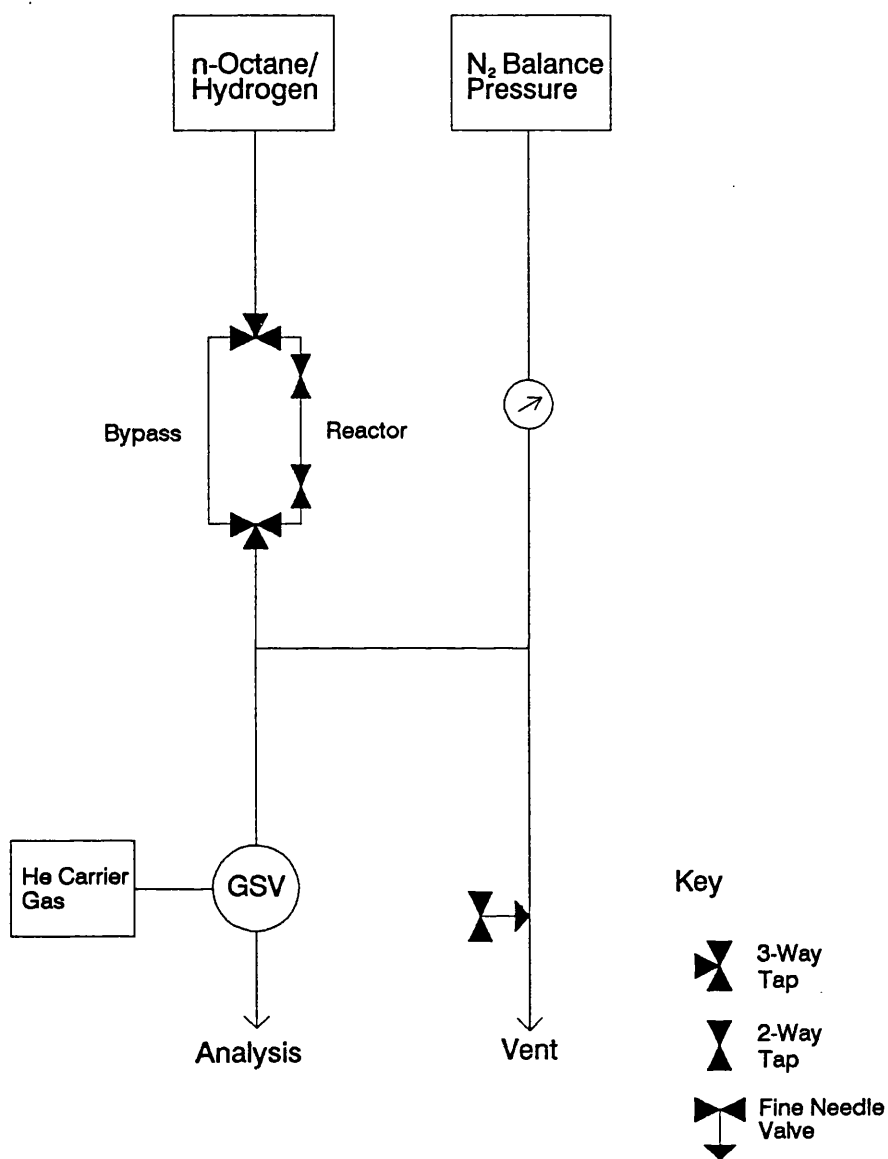 n-Octane/
Hydrogen
N₂ Balance
Pressure
Bypass
Reactor
He Carrier
Gas
GSV
Analysis
Vent
Key
3-Way
Tap
2-Way
Tap
Fine Needle
Valve